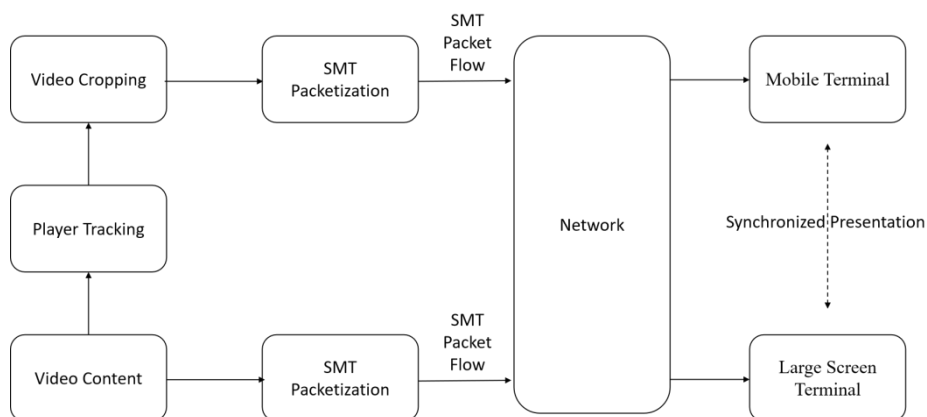 SMT
Packet
Flow
Video Cropping
SMT
Packetization
Mobile Terminal
Player Tracking
Network
Synchronized Presentation
SMT
Packet
Flow
Video Content
SMT
Packetization
Large Screen
Terminal